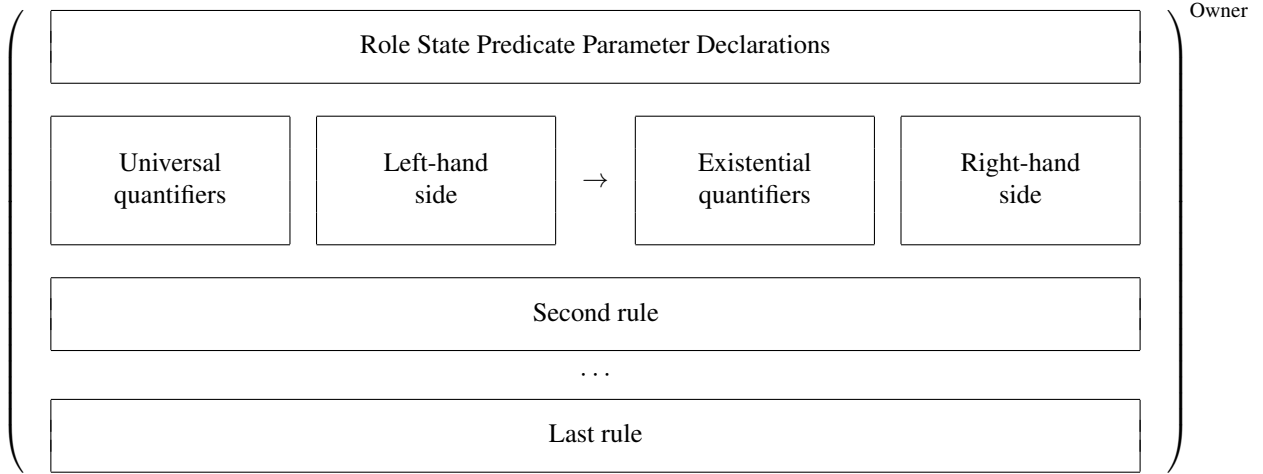 Owner
Role State Predicate Parameter Declarations
Universal
quantifiers
Left-hand
side
→
Existential
quantifiers
Right-hand
side
Second rule
...
Last rule